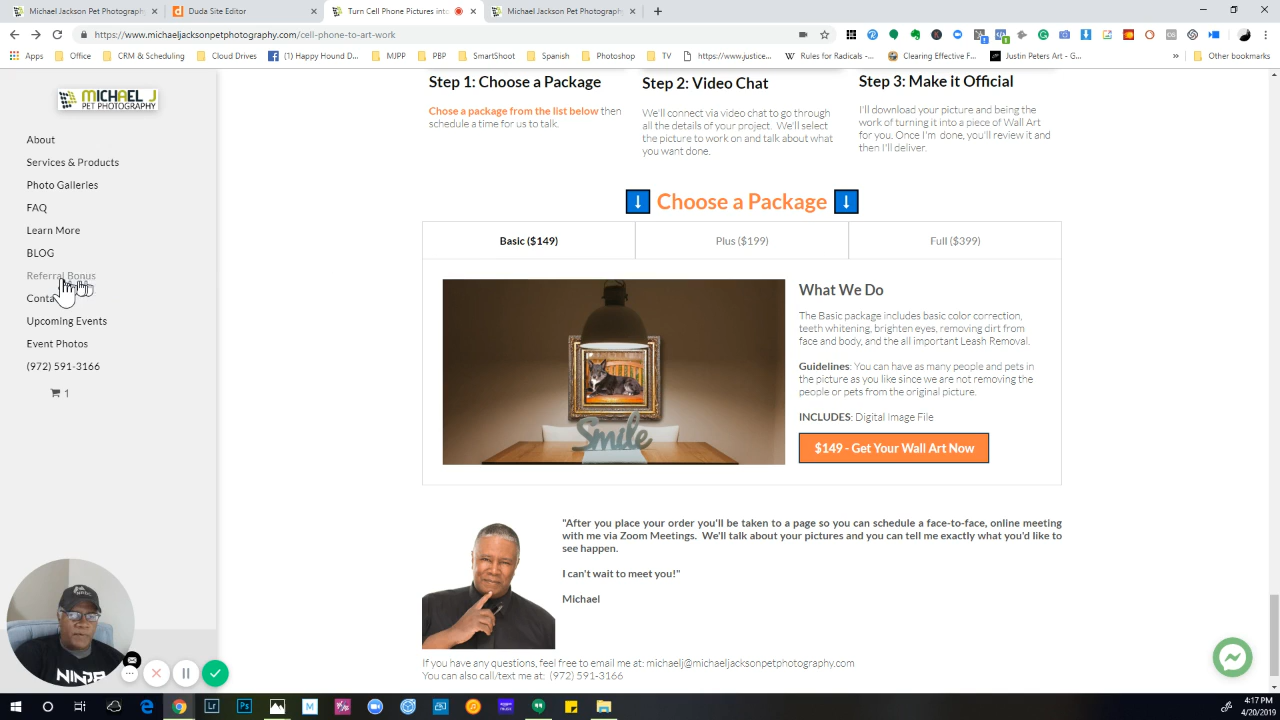 Michael Jackson Pet Photography
Duda Site Editor
Turn Cell Phone Pictures into
Michael Jackson Pet Photography
https://www.michaeljacksonpetphotography.com/cell-phone-to-art-work
Apps
Office
CRM & Scheduling
Cloud Drives
(1) Happy Hound D...
MJPP
PBP
SmartShoot
Spanish
Photoshop
TV
https://www.justice...
Rules for Radicals -...
Clearing Effective F...
Justin Peters Art - G...
Other bookmarks
MICHAEL J
PET PHOTOGRAPHY
About
Services & Products
Photo Galleries
FAQ
Learn More
BLOG
Referral Bonus
Conta
Upcoming Events
Event Photos
(972) 591-3166
1
Step 1: Choose a Package
Chose a package from the list below then
schedule a time for us to talk.
Step 2: Video Chat
We'll connect via video chat to go through
all the details of your project. We'll select
the picture to work on and talk about what
you want done.
Step 3: Make it Official
I'll download your picture and being the
work of turning it into a piece of Wall Art
for you. Once I'm done, you'll review it and
then I'll deliver.
↓ Choose a Package ↓
Basic ($149)
Plus ($199)
Full ($399)
Smile
What We Do
The Basic package includes basic color correction,
teeth whitening, brighten eyes, removing dirt from
face and body, and the all important Leash Removal.
Guidelines: You can have as many people and pets in
the picture as you like since we are not removing the
people or pets from the original picture.
INCLUDES: Digital Image File.
$149 - Get Your Wall Art Now
"After you place your order you'll be taken to a page so you can schedule a face-to-face, online meeting
with me via Zoom Meetings. We'll talk about your pictures and you can tell me exactly what you'd like to
see happen.
I can't wait to meet you!"
Michael
If you have any questions, feel free to email me at: michaelj@michaeljacksonpetphotography.com
You can also call/text me at: (972) 591-3166
NINJA
4:17 PM
4/20/2019